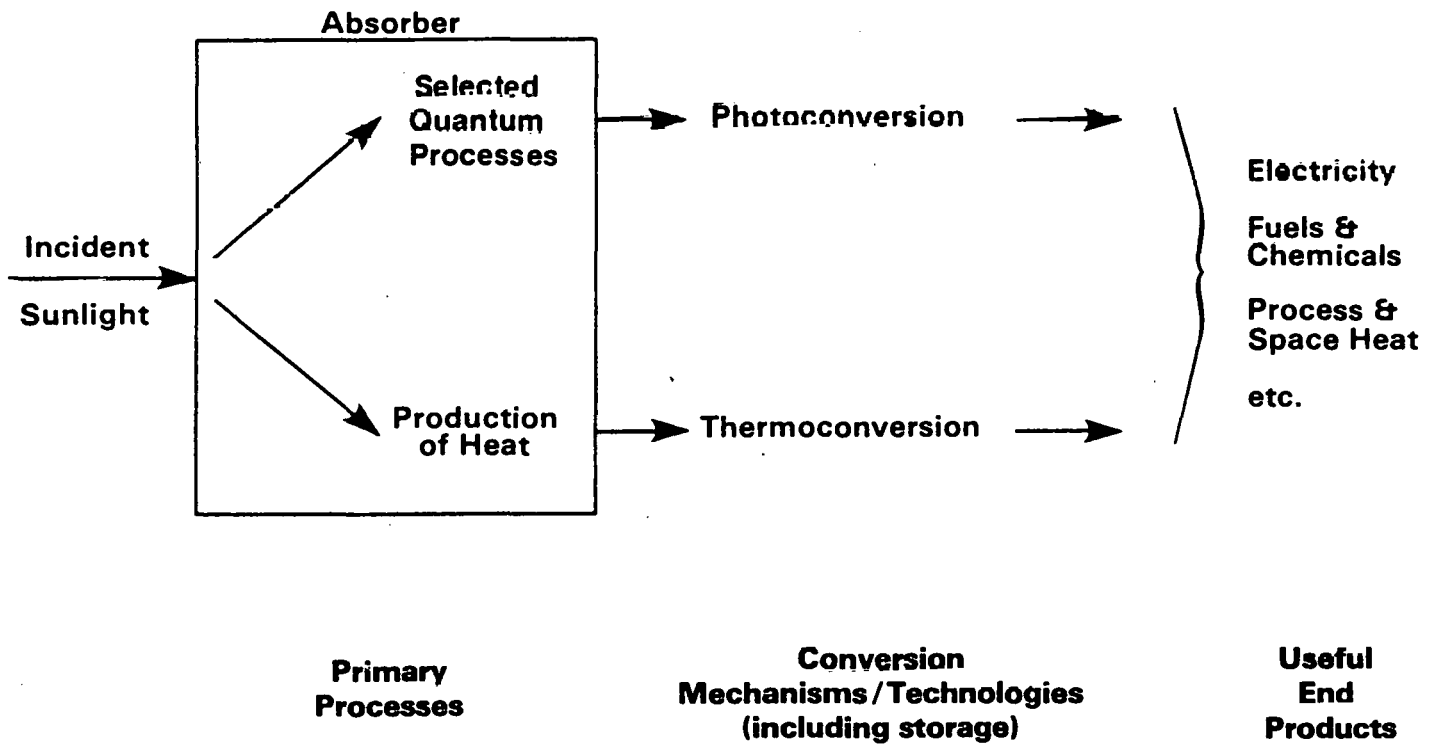 Absorber
Selected
Quantum
Processes
Photoconversion
Incident
Sunlight
Production
of Heat
Thermoconversion
Electricity
Fuels &
Chemicals
Process &
Space Heat
etc.
Primary
Processes
Conversion
Mechanisms/Technologies
(including storage)
Useful
End
Products